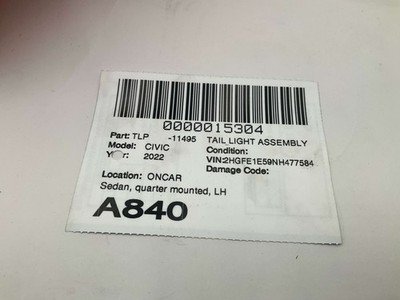 0000015304
Part: TLP -11495 TAIL LIGHT ASSEMBLY
Model: CIVIC Condition:
Year: 2022 VIN:2HGFE1E59NH477584
Damage Code:
Location: ONCAR
Sedan, quarter mounted, LH
A840